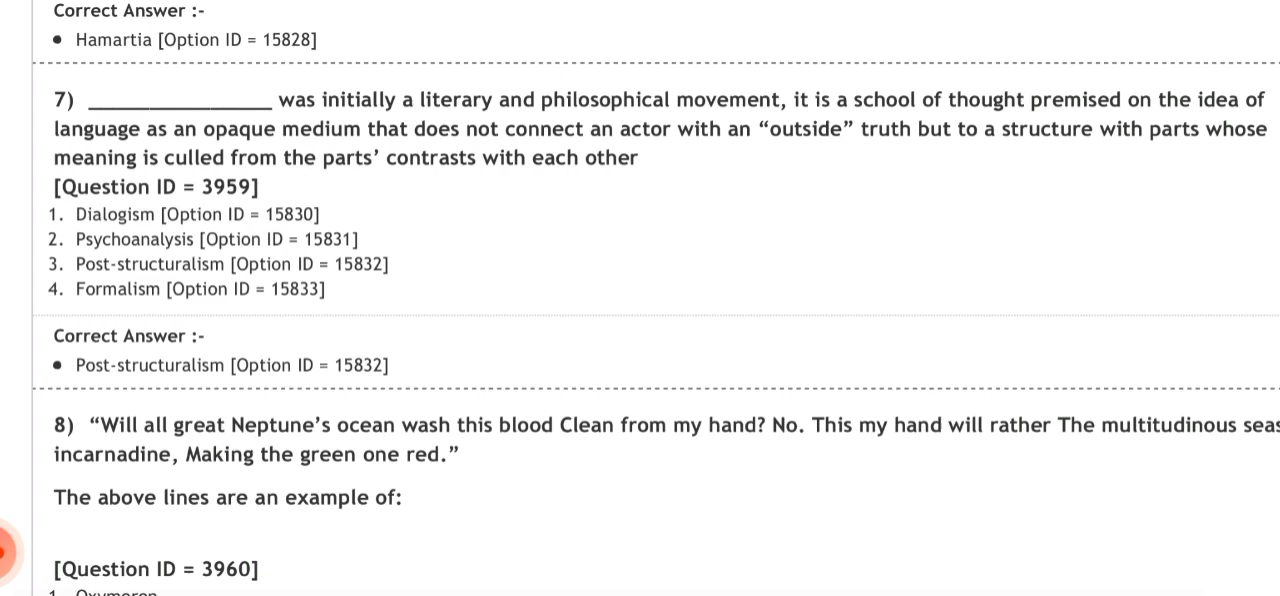 Correct Answer :-
• Hamartia [Option ID = 15828]
7) ________________ was initially a literary and philosophical movement, it is a school of thought premised on the idea of
language as an opaque medium that does not connect an actor with an “outside” truth but to a structure with parts whose
meaning is culled from the parts’ contrasts with each other
[Question ID = 3959]
1. Dialogism [Option ID = 15830]
2. Psychoanalysis [Option ID = 15831]
3. Post-structuralism [Option ID = 15832]
4. Formalism [Option ID = 15833]
Correct Answer :-
• Post-structuralism [Option ID = 15832]
8) “Will all great Neptune’s ocean wash this blood Clean from my hand? No. This my hand will rather The multitudinous seas
incarnadine, Making the green one red.”
The above lines are an example of:
[Question ID = 3960]
1. Oxymoron